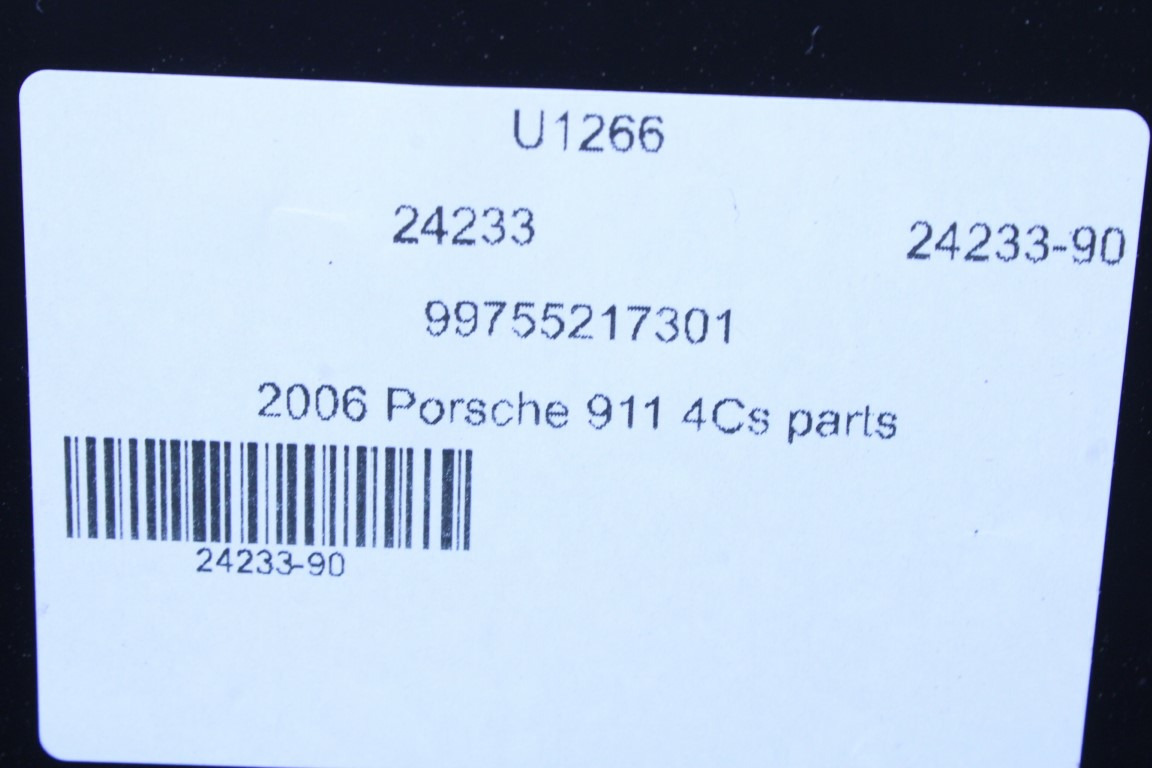 U1266
24233 24233-90
99755217301
2006 Porsche 911 4Cs parts
24233-90